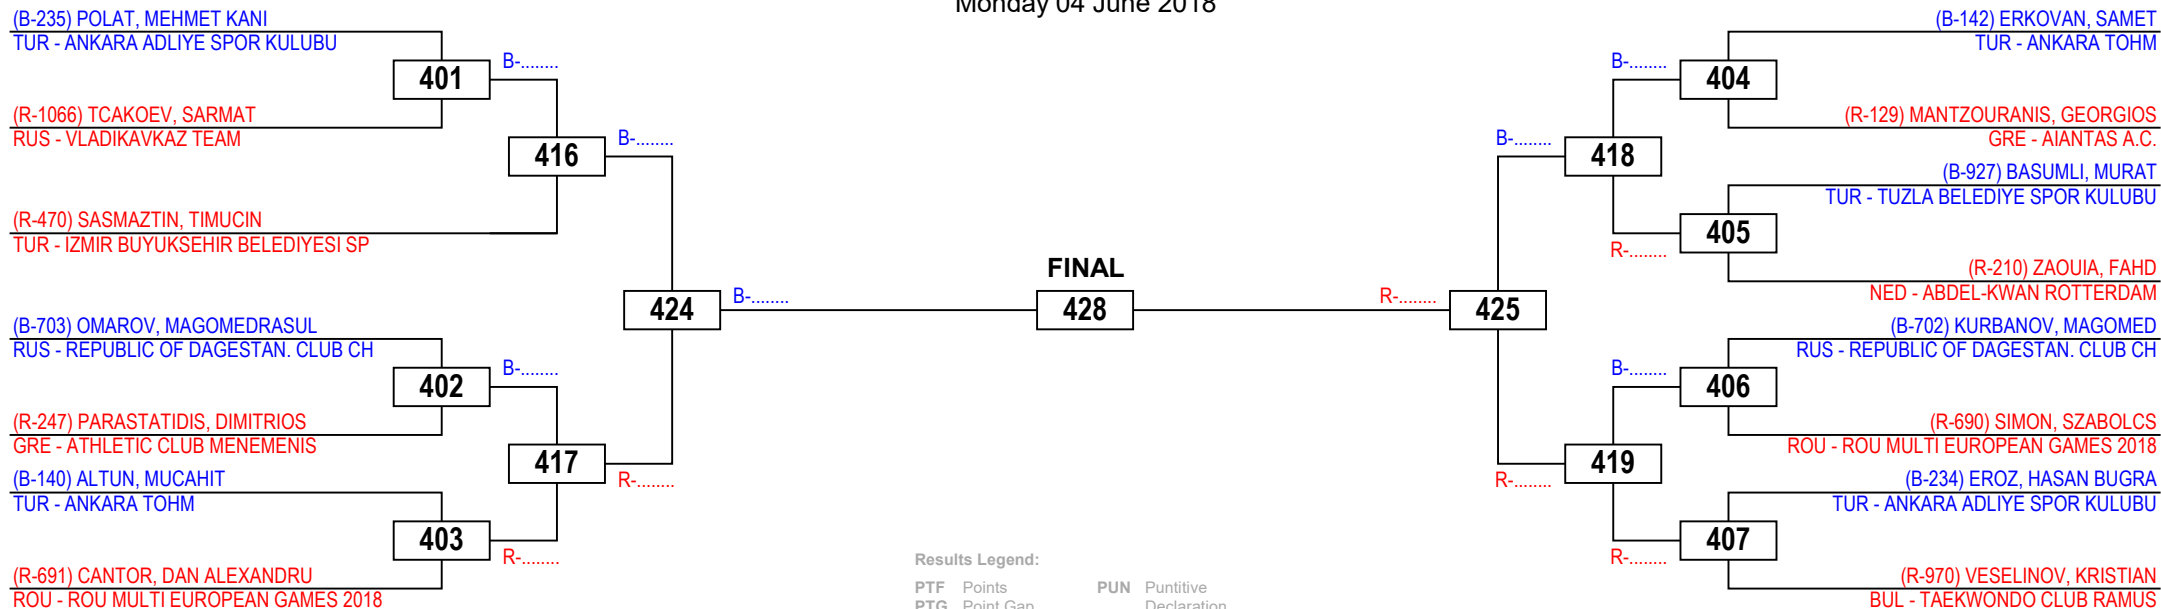 Monday 04 June 2018
(B-235) POLAT, MEHMET KANI
TUR - ANKARA ADLIYE SPOR KULUBU
401
B-........
(R-1066) TCAKOEV, SARMAT
RUS - VLADIKAVKAZ TEAM
416
B-........
(R-470) SASMAZTIN, TIMUCIN
TUR - IZMIR BUYUKSEHIR BELEDIYESI SP
424
B-........
(B-703) OMAROV, MAGOMEDRASUL
RUS - REPUBLIC OF DAGESTAN. CLUB CH
402
B-........
(R-247) PARASTATIDIS, DIMITRIOS
GRE - ATHLETIC CLUB MENEMENIS
417
R-........
(B-140) ALTUN, MUCAHIT
TUR - ANKARA TOHM
403
R-........
(R-691) CANTOR, DAN ALEXANDRU
ROU - ROU MULTI EUROPEAN GAMES 2018
FINAL
428
(B-142) ERKOVAN, SAMET
TUR - ANKARA TOHM
B-........
404
(R-129) MANTZOURANIS, GEORGIOS
GRE - AIANTAS A.C.
B-........
418
(B-927) BASUMLI, MURAT
TUR - TUZLA BELEDIYE SPOR KULUBU
405
R-........
(R-210) ZAOUIA, FAHD
NED - ABDEL-KWAN ROTTERDAM
R-........
425
(B-702) KURBANOV, MAGOMED
RUS - REPUBLIC OF DAGESTAN. CLUB CH
B-........
406
(R-690) SIMON, SZABOLCS
ROU - ROU MULTI EUROPEAN GAMES 2018
419
R-........
(B-234) EROZ, HASAN BUGRA
TUR - ANKARA ADLIYE SPOR KULUBU
407
R-........
(R-970) VESELINOV, KRISTIAN
BUL - TAEKWONDO CLUB RAMUS
Results Legend:
PTF Points PUN Puntitive
PTG Point Gap Declaration